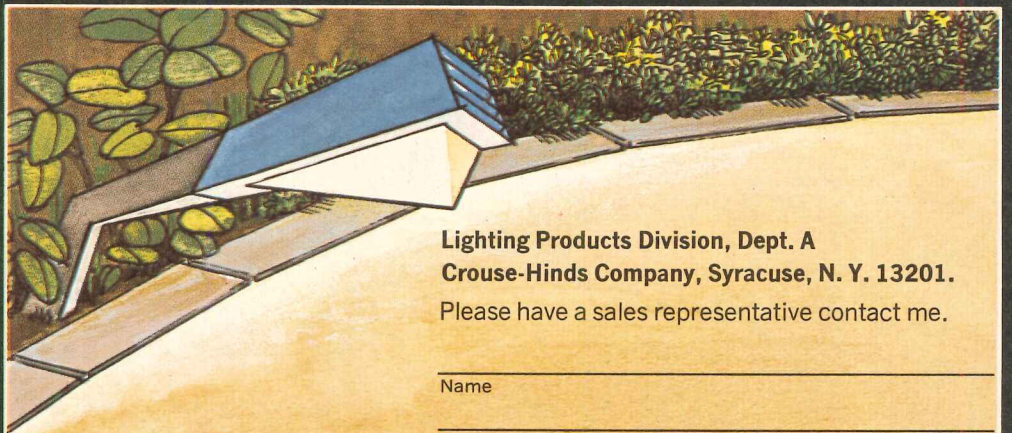 Lighting Products Division, Dept. A
Crouse-Hinds Company, Syracuse, N. Y. 13201.
Please have a sales representative contact me.
Name